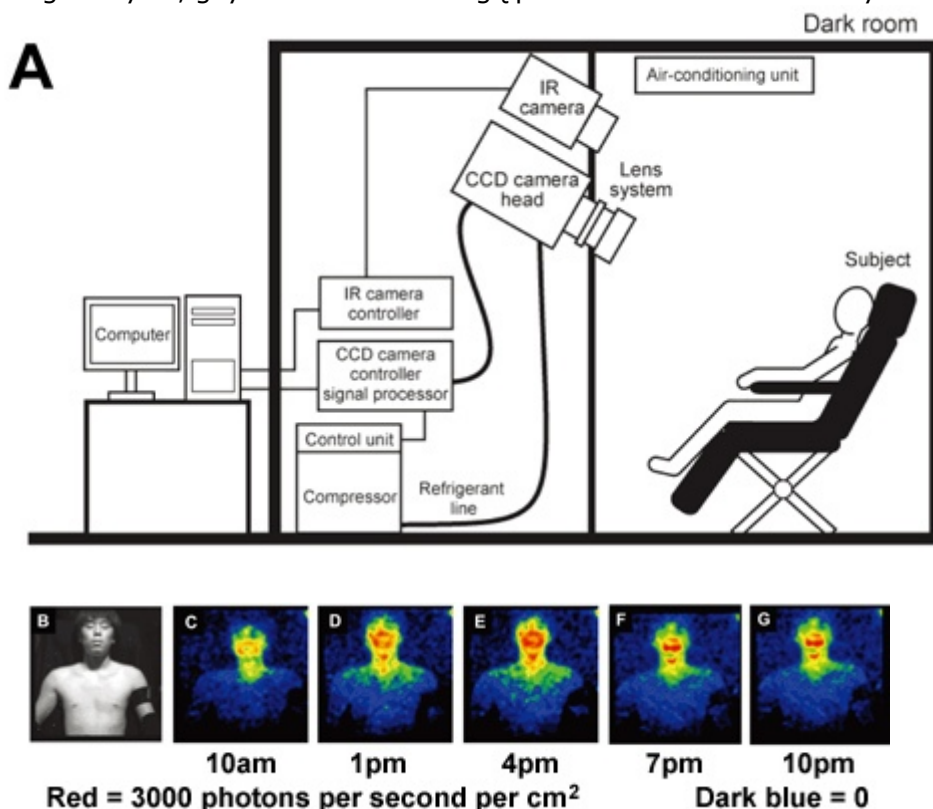 Dark room
A
Air-conditioning unit
IR
camera
CCD camera
head
Lens
system
Subject
IR camera
controller
Computer
CCD camera
controller
signal processor
Control unit
Compressor
Refrigerant
line
B
C
D
E
F
G
10am
1pm
4pm
7pm
10pm
Red = 3000 photons per second per cm²
Dark blue = 0